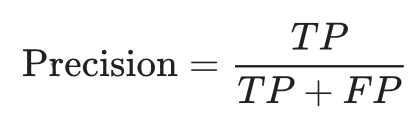 Precision = TP / (TP + FP)